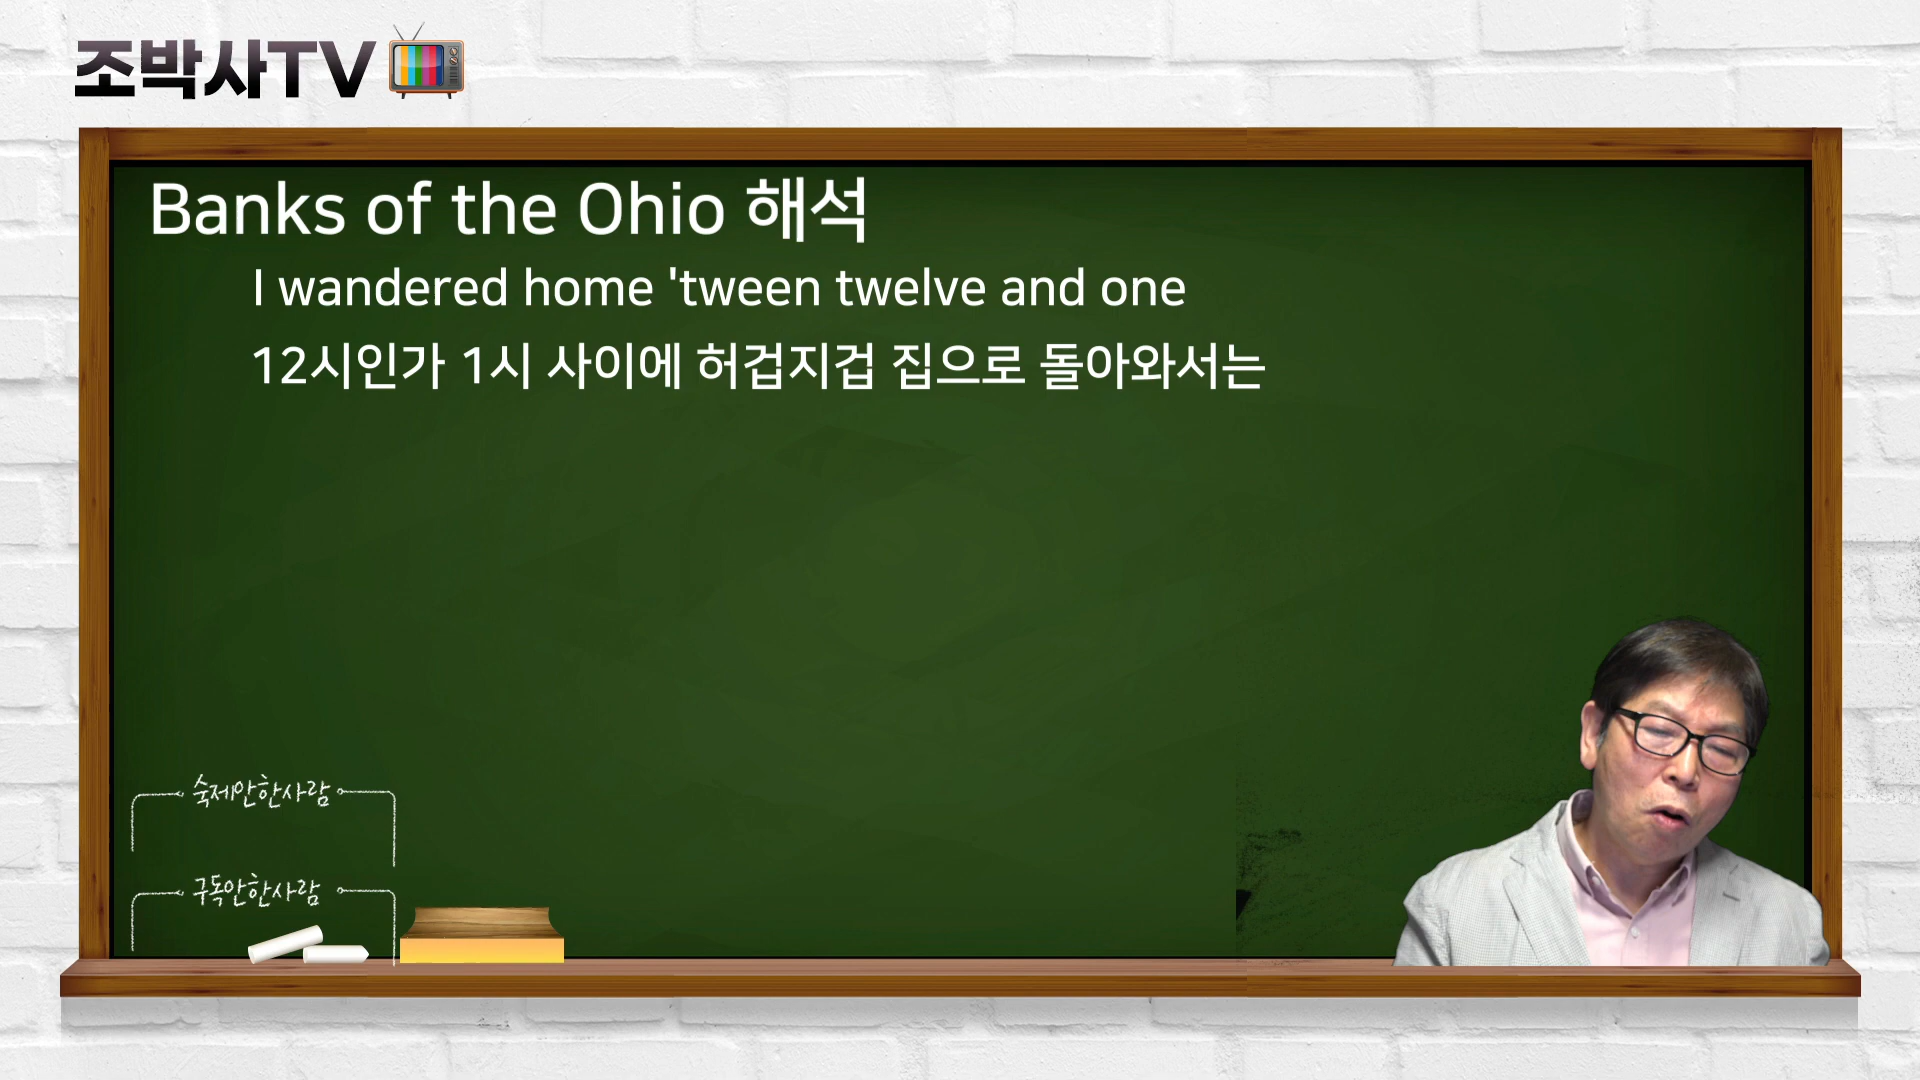 조박사TV
Banks of the Ohio 해석
I wandered home 'tween twelve and one
12시인가 1시 사이에 허겁지겁 집으로 돌아와서는
숙제안한사람
구독안한사람